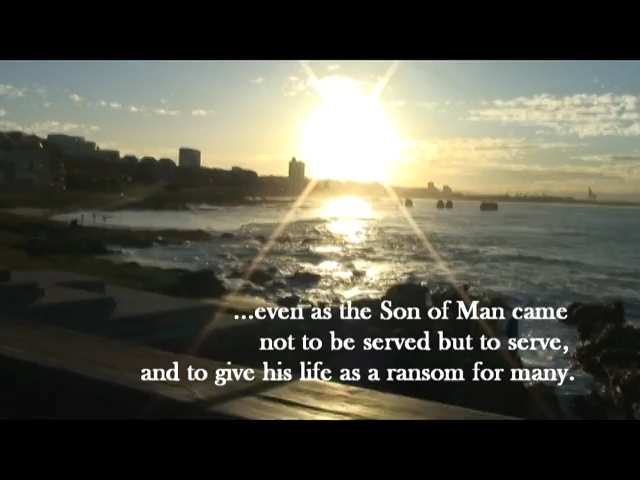 ...even as the Son of Man came
not to be served but to serve,
and to give his life as a ransom for many.